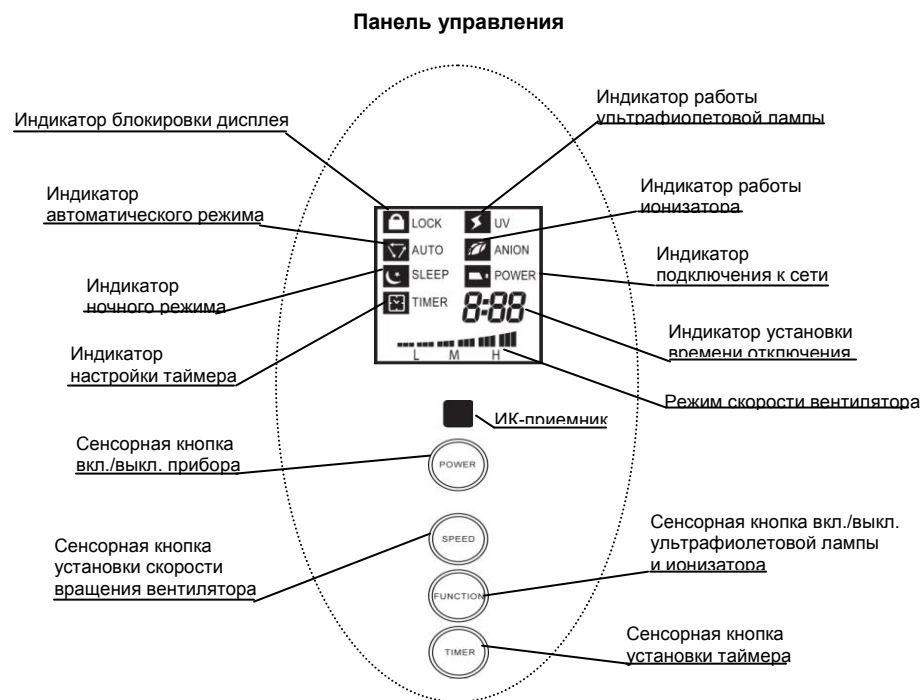 Панель управления
Индикатор блокировки дисплея
Индикатор
автоматического режима
Индикатор
ночного режима
Индикатор
настройки таймера
Индикатор работы
ультрафиолетовой лампы
Индикатор работы
ионизатора
Индикатор
подключения к сети
Индикатор установки
времени отключения
Режим скорости вентилятора
LOCK UV
AUTO ANION
SLEEP POWER
TIMER 8:88
L M H
ИК-приемник
Сенсорная кнопка
вкл./выкл. прибора
POWER
Сенсорная кнопка
установки скорости
вращения вентилятора
SPEED
Сенсорная кнопка вкл./выкл.
ультрафиолетовой лампы
и ионизатора
FUNCTION
Сенсорная кнопка
установки таймера
TIMER